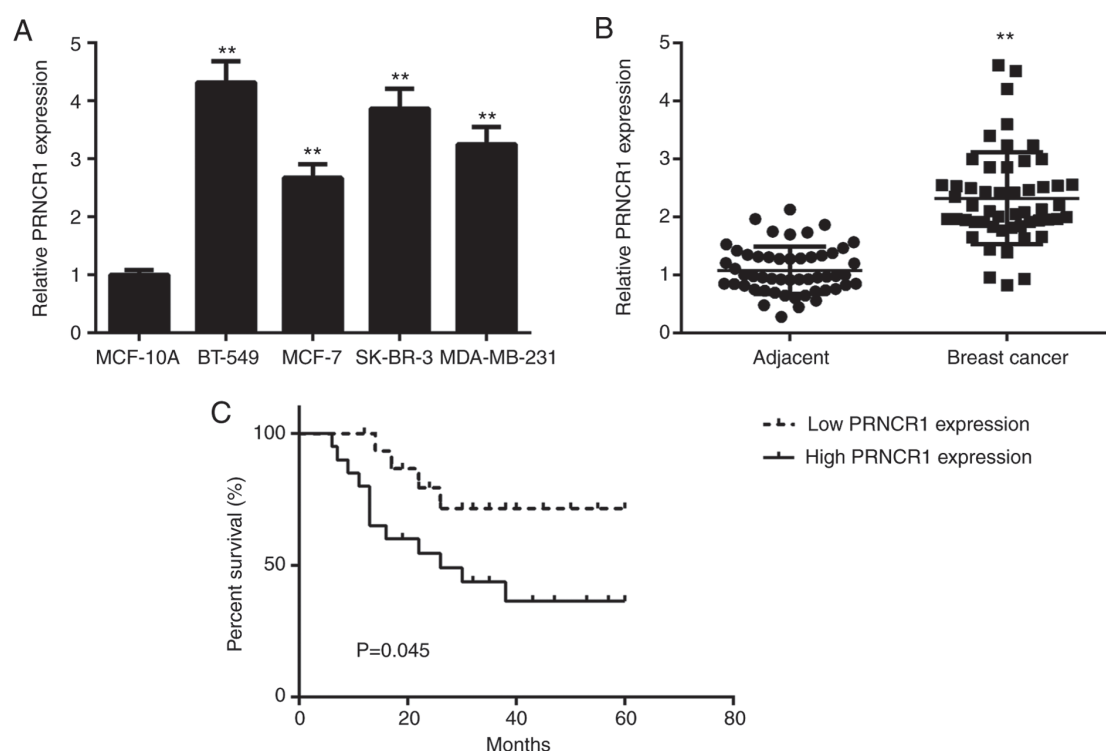 A
Relative PRNCR1 expression
5
4
3
2
1
0
**
**
**
**
MCF-10A BT-549 MCF-7 SK-BR-3 MDA-MB-231
B
Relative PRNCR1 expression
5
4
3
2
1
0
**
Adjacent Breast cancer
C
Percent survival (%)
100
50
0
P=0.045
0 20 40 60 80
Months
Low PRNCR1 expression
High PRNCR1 expression